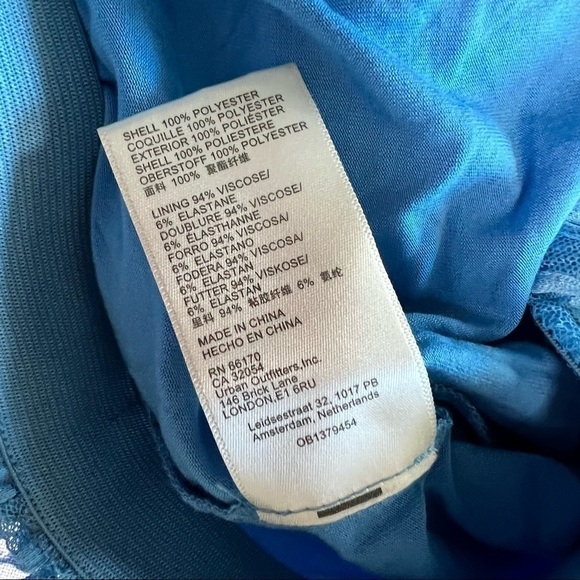 SHELL 100% POLYESTER
COQUILLE 100% POLYESTER
EXTERIOR 100% POLIÉSTER
SHELL 100% POLIESTERE
OBERSTOFF 100% POLYESTER
面料 100% 聚酯纤维
LINING 94% VISCOSE/
6% ELASTANE
DOUBLURE 94% VISCOSE/
6% ELASTHANNE
FORRO 94% VISCOSA/
6% ELASTANO
FODERA 94% VISCOSA/
6% ELASTAN
FUTTER 94% VISKOSE/
6% ELASTAN
里料 94% 粘胶纤维 6% 氨纶
MADE IN CHINA
HECHO EN CHINA
RN 66170
CA 32054
Urban Outfitters,Inc.
146 Brick Lane
LONDON,E1 6RU
Leidsestraat 32, 1017 PB
Amsterdam, Netherlands
OB1379454